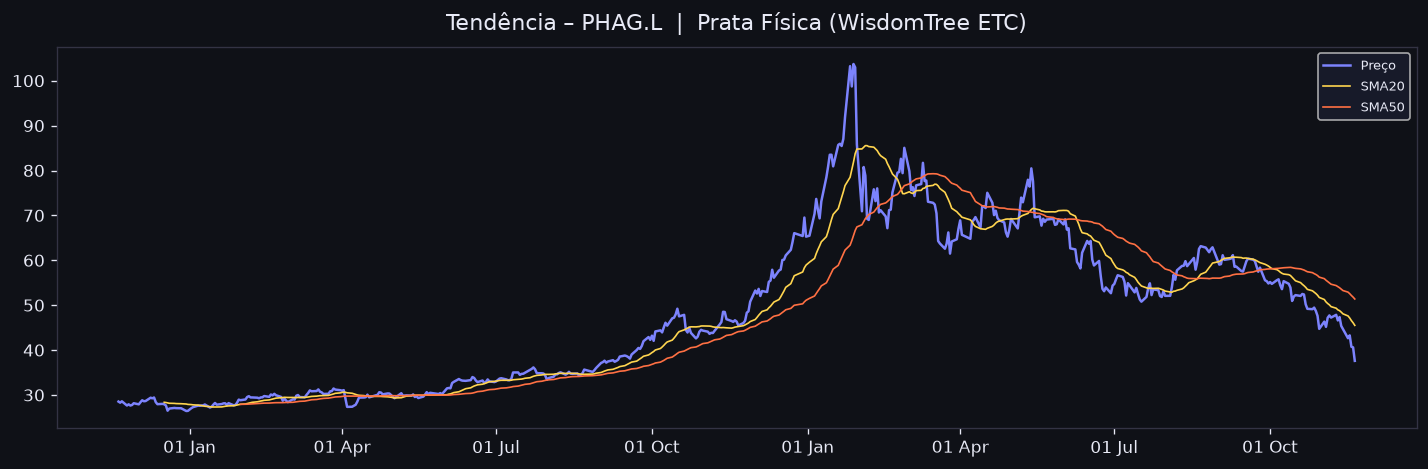 Tendência – PHAG.L | Prata Física (WisdomTree ETC)
Preço
SMA20
SMA50
100
90
80
70
60
50
40
30
01 Jan
01 Apr
01 Jul
01 Oct
01 Jan
01 Apr
01 Jul
01 Oct